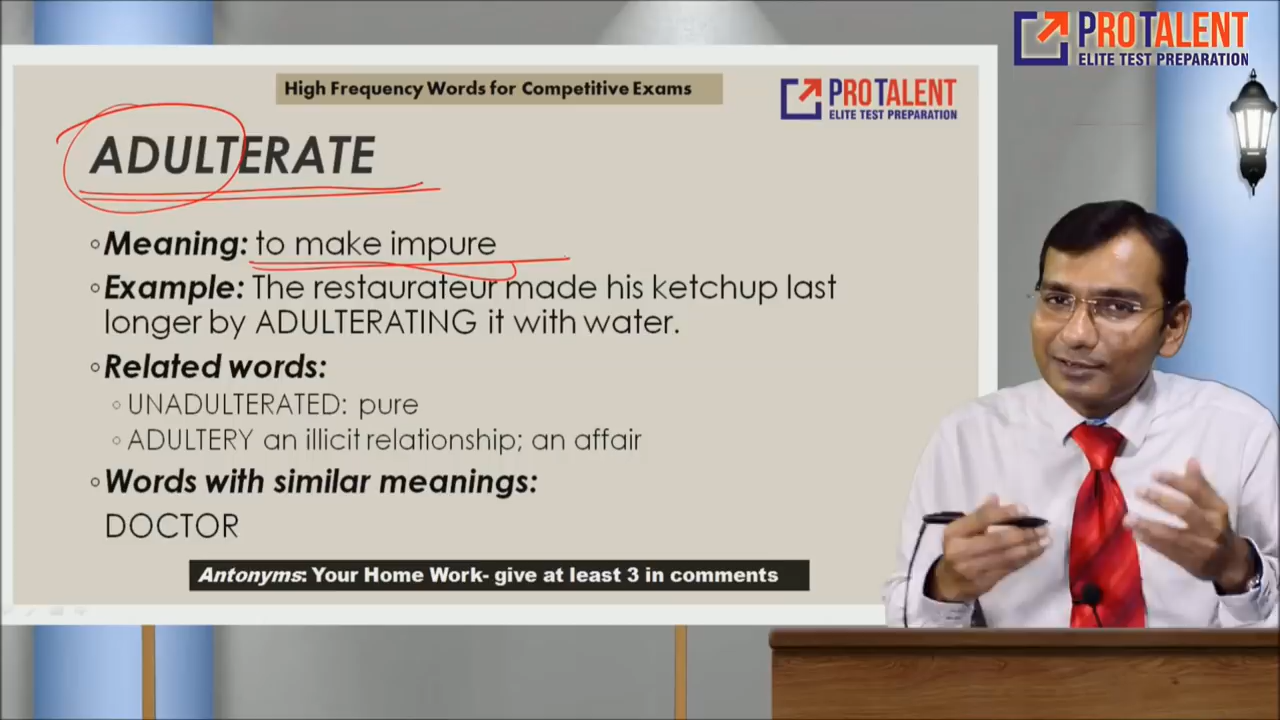 PROTALENT
ELITE TEST PREPARATION
High Frequency Words for Competitive Exams
PROTALENT
ELITE TEST PREPARATION
ADULTERATE
Meaning: to make impure
Example: The restaurateur made his ketchup last
longer by ADULTERATING it with water.
Related words:
UNADULTERATED: pure
ADULTERY an illicit relationship; an affair
Words with similar meanings:
DOCTOR
Antonyms: Your Home Work- give at least 3 in comments